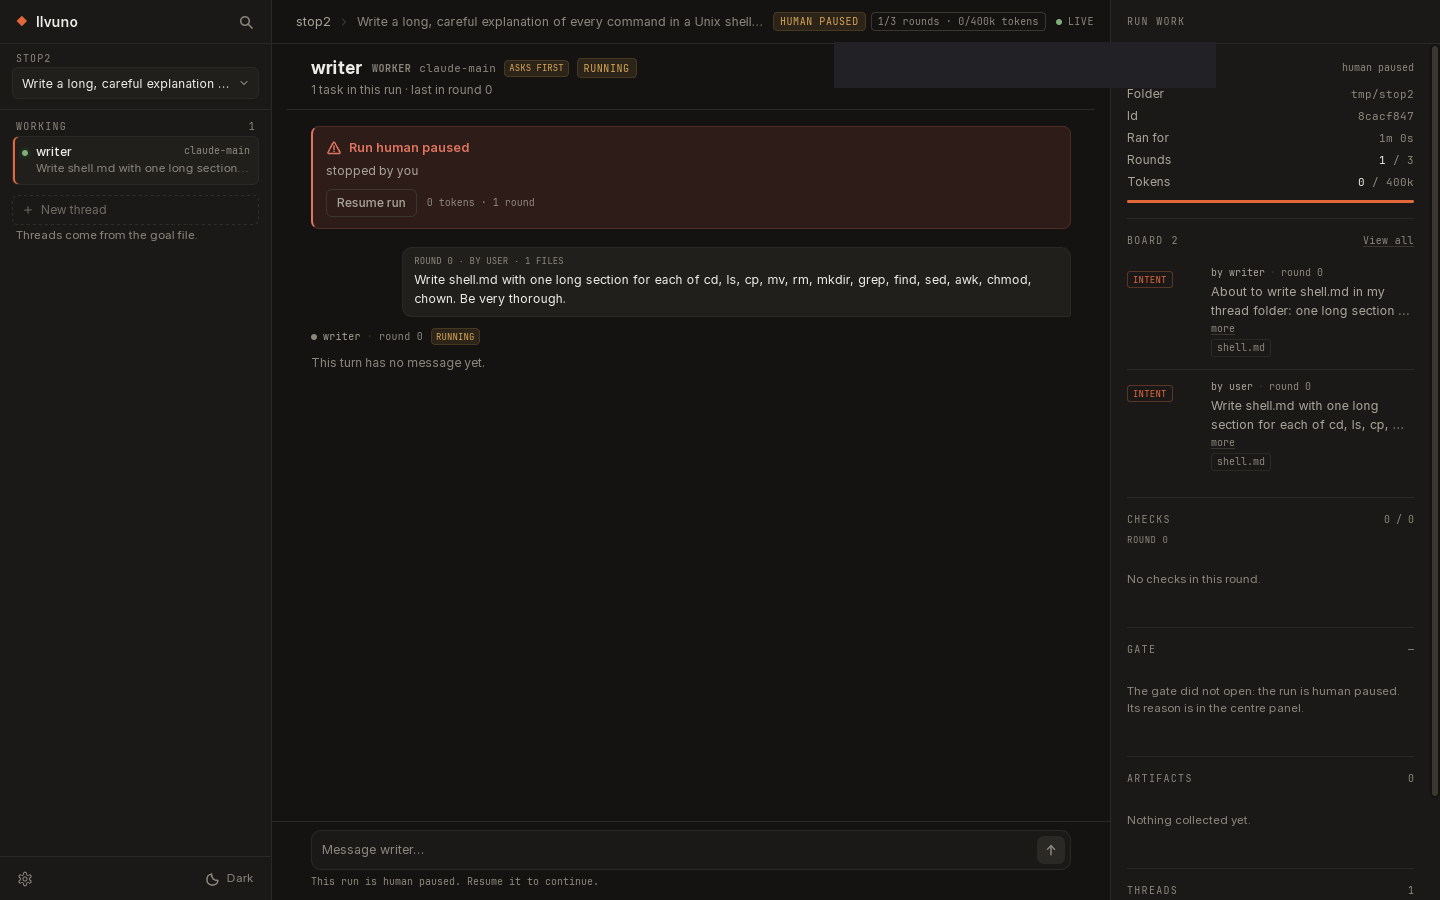 llvuno
STOP2
Write a long, careful explanation ...
WORKING 1
writer claude-main
Write shell.md with one long section...
+ New thread
Threads come from the goal file.
Dark
stop2 › Write a long, careful explanation of every command in a Unix shell... HUMAN PAUSED 1/3 rounds · 0/400k tokens LIVE
writer WORKER claude-main ASKS FIRST RUNNING
1 task in this run · last in round 0
Run human paused
stopped by you
Resume run 0 tokens · 1 round
ROUND 0 · BY USER · 1 FILES
Write shell.md with one long section for each of cd, ls, cp, mv, rm, mkdir, grep, find, sed, awk, chmod,
chown. Be very thorough.
writer · round 0 RUNNING
This turn has no message yet.
Message writer...
This run is human paused. Resume it to continue.
RUN WORK
human paused
Folder tmp/stop2
Id 8cacf847
Ran for 1m 0s
Rounds 1 / 3
Tokens 0 / 400k
BOARD 2 View all
INTENT by writer · round 0
About to write shell.md in my
thread folder: one long section ...
more
shell.md
INTENT by user · round 0
Write shell.md with one long
section for each of cd, ls, cp, ...
more
shell.md
CHECKS 0 / 0
ROUND 0
No checks in this round.
GATE —
The gate did not open: the run is human paused.
Its reason is in the centre panel.
ARTIFACTS 0
Nothing collected yet.
THREADS 1